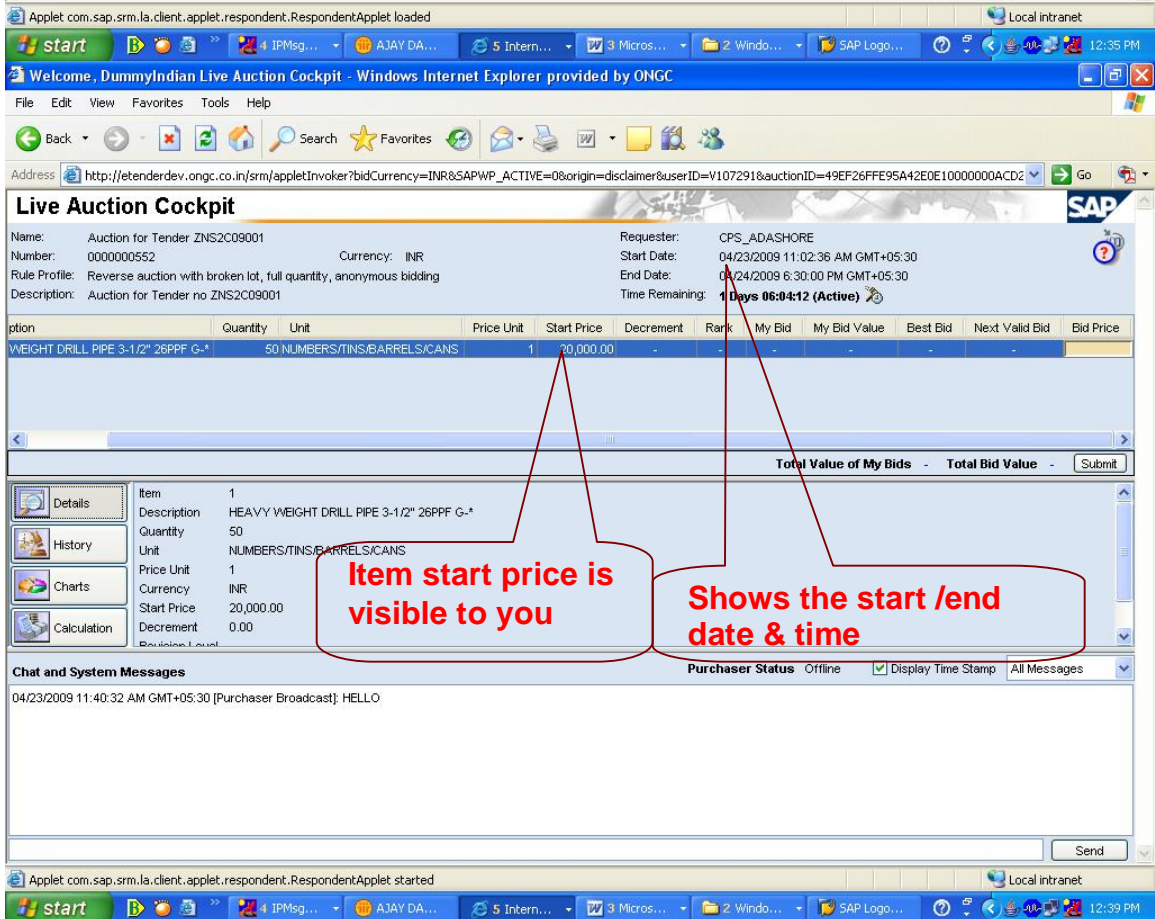 Applet com.sap.srm.la.client.applet.respondent.RespondentApplet loaded Local intranet
start 4 IPMsg... AJAY DA... 5 Intern... 3 Micros... 2 Windo... SAP Logo... 12:35 PM
Welcome, DummyIndian Live Auction Cockpit - Windows Internet Explorer provided by ONGC
File Edit View Favorites Tools Help
Back Search Favorites
Address http://etenderdev.ongc.co.in/srm/appletInvoker?bidCurrency=INR&SAPWP_ACTIVE=0&origin=disclaimer&userID=V107291&auctionID=49EF26FFE95A42E0E10000000ACD2 Go
Live Auction Cockpit SAP
Name: Auction for Tender ZNS2C09001 Requester: CPS_ADASHORE
Number: 0000000552 Currency: INR Start Date: 04/23/2009 11:02:36 AM GMT+05:30
Rule Profile: Reverse auction with broken lot, full quantity, anonymous bidding End Date: 04/24/2009 6:30:00 PM GMT+05:30
Description: Auction for Tender no ZNS2C09001 Time Remaining: 1 Days 06:04:12 (Active)
ption Quantity Unit Price Unit Start Price Decrement Rank My Bid My Bid Value Best Bid Next Valid Bid Bid Price
WEIGHT DRILL PIPE 3-1/2" 26PPF G-* 50 NUMBERS/TINS/BARRELS/CANS 1 20,000.00 - - - - - -
Total Value of My Bids - Total Bid Value - Submit
Details
History
Charts
Calculation
Item 1
Description HEAVY WEIGHT DRILL PIPE 3-1/2" 26PPF G-*
Quantity 50
Unit NUMBERS/TINS/BARRELS/CANS
Price Unit 1
Currency INR
Start Price 20,000.00
Decrement 0.00
Item start price is
visible to you
Shows the start /end
date & time
Chat and System Messages Purchaser Status Offline Display Time Stamp All Messages
04/23/2009 11:40:32 AM GMT+05:30 [Purchaser Broadcast]: HELLO
Send
Applet com.sap.srm.la.client.applet.respondent.RespondentApplet started Local intranet
start 4 IPMsg... AJAY DA... 5 Intern... 3 Micros... 2 Windo... SAP Logo... 12:39 PM